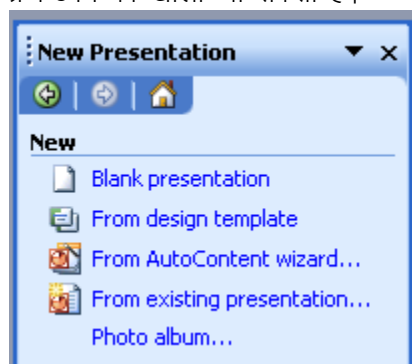 New Presentation
New
Blank presentation
From design template
From AutoContent wizard...
From existing presentation...
Photo album...